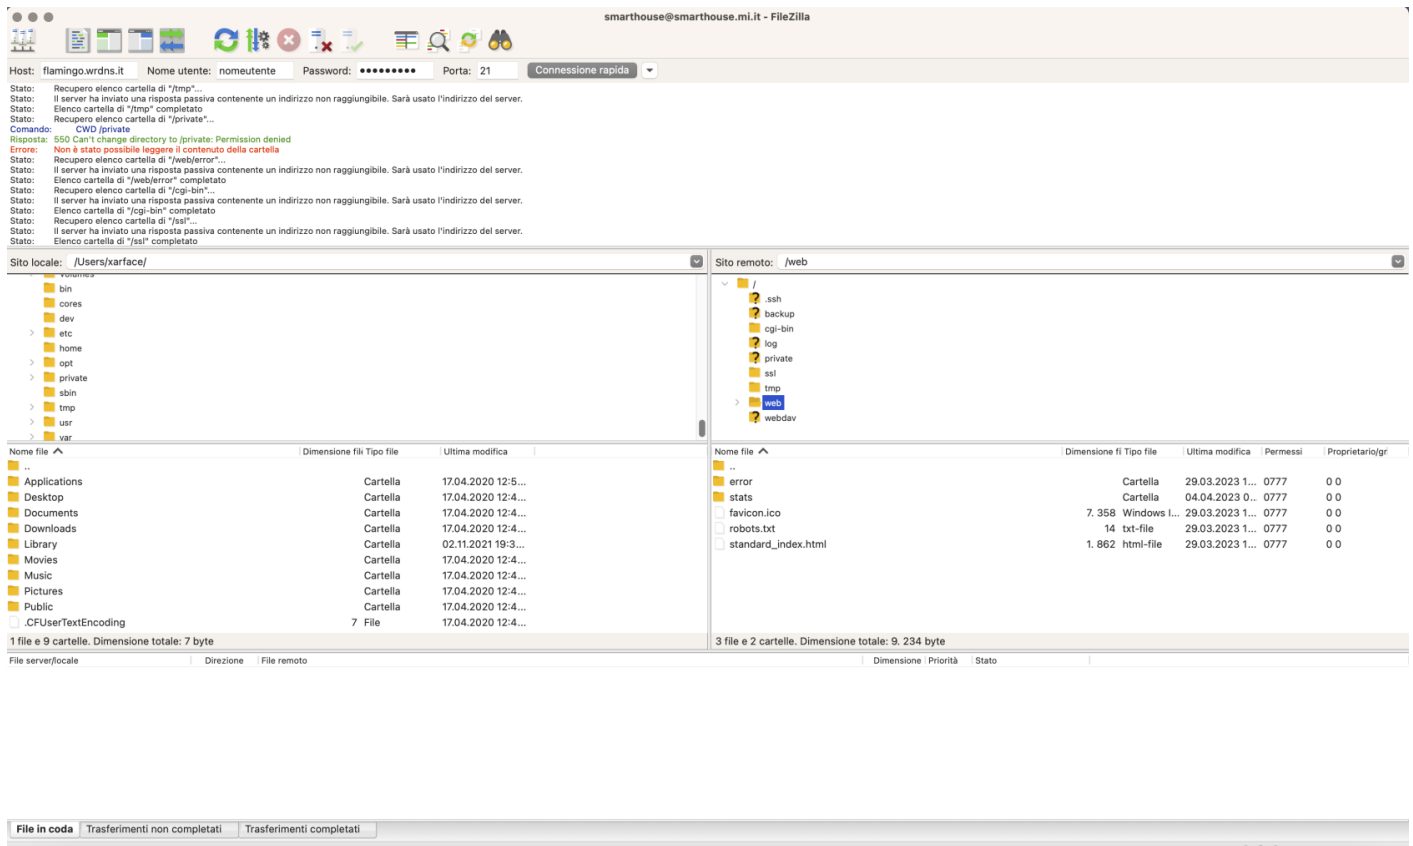 smarthouse@smarthouse.mi.it - FileZilla
Host: flamingo.wrdns.it Nome utente: nomeutente Password: ●●●●●●●●● Porta: 21 Connessione rapida
Stato: Recupero elenco cartella di "/tmp"...
Stato: Il server ha inviato una risposta passiva contenente un indirizzo non raggiungibile. Sarà usato l'indirizzo del server.
Stato: Elenco cartella di "/tmp" completato
Stato: Recupero elenco cartella di "/private"...
Comando: CWD /private
Risposta: 550 Can't change directory to /private: Permission denied
Errore: Non è stato possibile leggere il contenuto della cartella
Stato: Recupero elenco cartella di "/web/error"...
Stato: Il server ha inviato una risposta passiva contenente un indirizzo non raggiungibile. Sarà usato l'indirizzo del server.
Stato: Elenco cartella di "/web/error" completato
Stato: Recupero elenco cartella di "/cgi-bin"...
Stato: Il server ha inviato una risposta passiva contenente un indirizzo non raggiungibile. Sarà usato l'indirizzo del server.
Stato: Elenco cartella di "/cgi-bin" completato
Stato: Recupero elenco cartella di "/ssl"...
Stato: Il server ha inviato una risposta passiva contenente un indirizzo non raggiungibile. Sarà usato l'indirizzo del server.
Stato: Elenco cartella di "/ssl" completato
Sito locale: /Users/xarface/
Volumes
bin
cores
dev
etc
home
opt
private
sbin
tmp
usr
var
Nome file Dimensione fil Tipo file Ultima modifica
..
Applications Cartella 17.04.2020 12:5...
Desktop Cartella 17.04.2020 12:4...
Documents Cartella 17.04.2020 12:4...
Downloads Cartella 17.04.2020 12:4...
Library Cartella 02.11.2021 19:3...
Movies Cartella 17.04.2020 12:4...
Music Cartella 17.04.2020 12:4...
Pictures Cartella 17.04.2020 12:4...
Public Cartella 17.04.2020 12:4...
.CFUserTextEncoding 7 File 17.04.2020 12:4...
1 file e 9 cartelle. Dimensione totale: 7 byte
Sito remoto: /web
/
.ssh
backup
cgi-bin
log
private
ssl
tmp
web
webdav
Nome file Dimensione fi Tipo file Ultima modifica Permessi Proprietario/gr
..
error Cartella 29.03.2023 1... 0777 0 0
stats Cartella 04.04.2023 0... 0777 0 0
favicon.ico 7. 358 Windows I... 29.03.2023 1... 0777 0 0
robots.txt 14 txt-file 29.03.2023 1... 0777 0 0
standard_index.html 1. 862 html-file 29.03.2023 1... 0777 0 0
3 file e 2 cartelle. Dimensione totale: 9. 234 byte
File server/locale Direzione File remoto Dimensione Priorità Stato
File in coda Trasferimenti non completati Trasferimenti completati